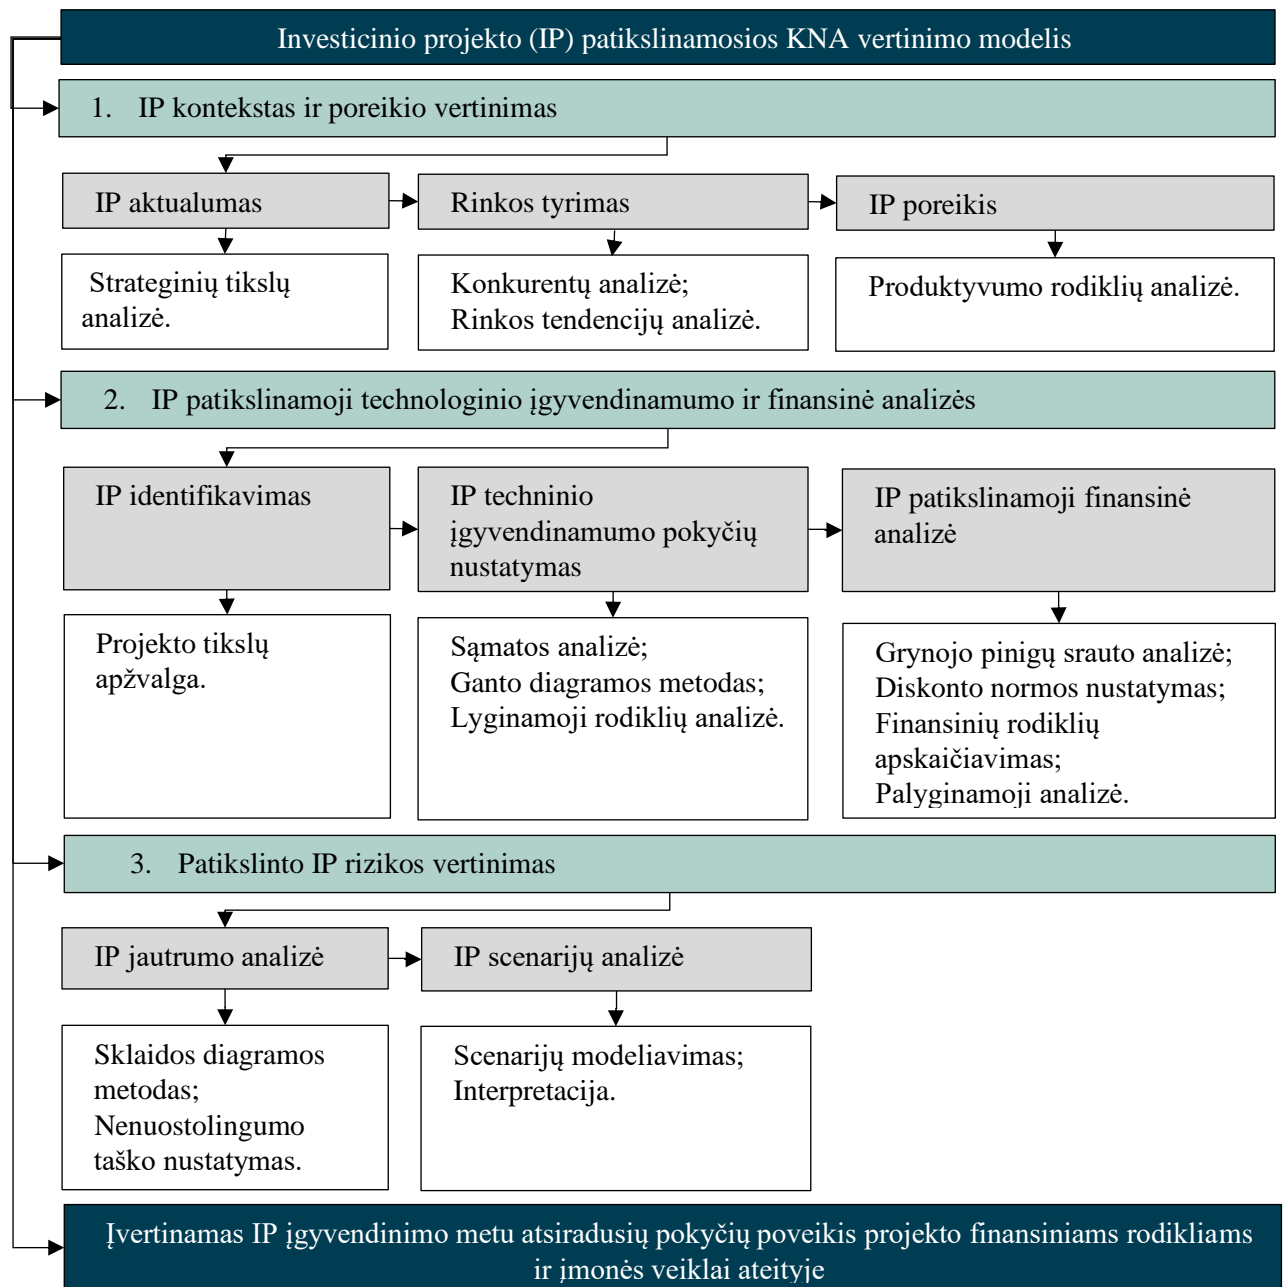 Investicinio projekto (IP) patikslinamosios KNA vertinimo modelis
1. IP kontekstas ir poreikio vertinimas
IP aktualumas
Rinkos tyrimas
IP poreikis
Strateginių tikslų
analizė.
Konkurentų analizė;
Rinkos tendencijų analizė.
Produktyvumo rodiklių analizė.
2. IP patikslinamoji technologinio įgyvendinamumo ir finansinė analizės
IP identifikavimas
IP techninio
įgyvendinamumo pokyčių
nustatymas
IP patikslinamoji finansinė
analizė
Projekto tikslų
apžvalga.
Sąmatos analizė;
Ganto diagramos metodas;
Lyginamoji rodiklių analizė.
Grynojo pinigų srauto analizė;
Diskonto normos nustatymas;
Finansinių rodiklių
apskaičiavimas;
Palyginamoji analizė.
3. Patikslinto IP rizikos vertinimas
IP jautrumo analizė
IP scenarijų analizė
Sklaidos diagramos
metodas;
Nenuostolingumo
taško nustatymas.
Scenarijų modeliavimas;
Interpretacija.
Įvertinamas IP įgyvendinimo metu atsiradusių pokyčių poveikis projekto finansiniams rodikliams
ir įmonės veiklai ateityje